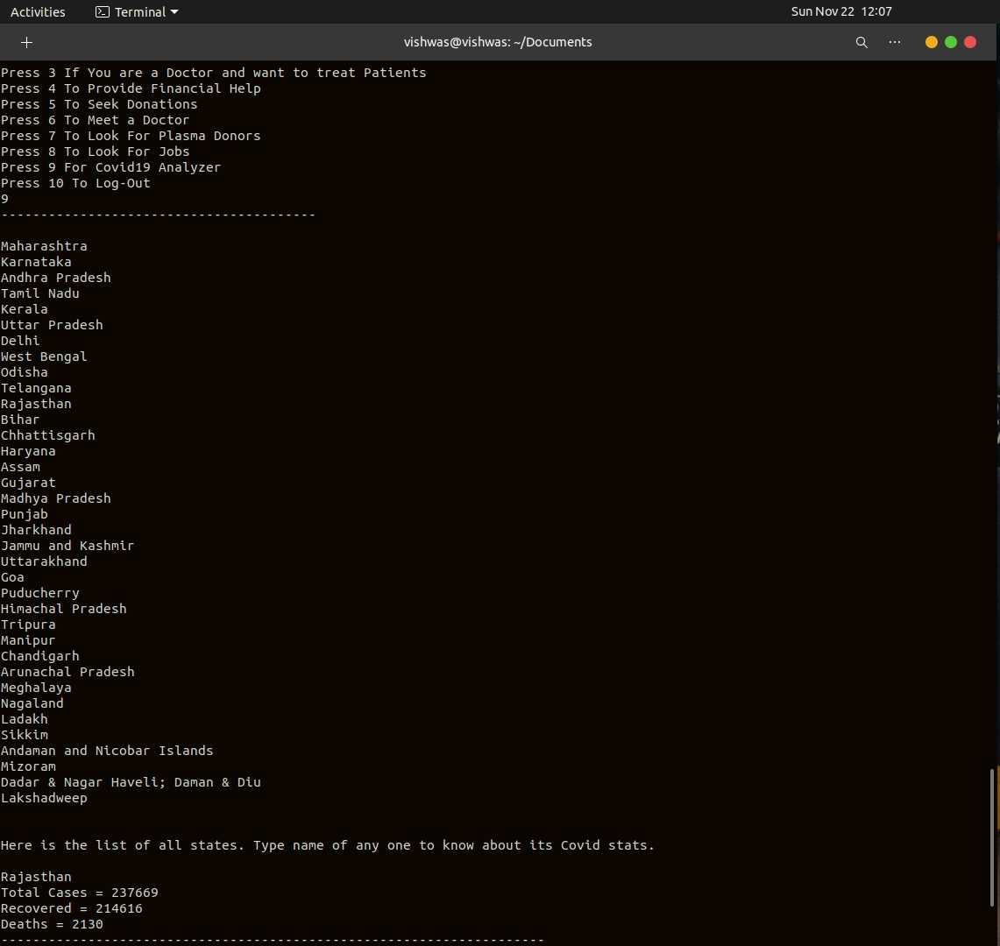 Activities Terminal Sun Nov 22 12:07
vishwas@vishwas: ~/Documents
Press 3 If You are a Doctor and want to treat Patients
Press 4 To Provide Financial Help
Press 5 To Seek Donations
Press 6 To Meet a Doctor
Press 7 To Look For Plasma Donors
Press 8 To Look For Jobs
Press 9 For Covid19 Analyzer
Press 10 To Log-Out
9
----------------------------------------
Maharashtra
Karnataka
Andhra Pradesh
Tamil Nadu
Kerala
Uttar Pradesh
Delhi
West Bengal
Odisha
Telangana
Rajasthan
Bihar
Chhattisgarh
Haryana
Assam
Gujarat
Madhya Pradesh
Punjab
Jharkhand
Jammu and Kashmir
Uttarakhand
Goa
Puducherry
Himachal Pradesh
Tripura
Manipur
Chandigarh
Arunachal Pradesh
Meghalaya
Nagaland
Ladakh
Sikkim
Andaman and Nicobar Islands
Mizoram
Dadar & Nagar Haveli; Daman & Diu
Lakshadweep
Here is the list of all states. Type name of any one to know about its Covid stats.
Rajasthan
Total Cases = 237669
Recovered = 214616
Deaths = 2130
---------------------------------------------------------------------